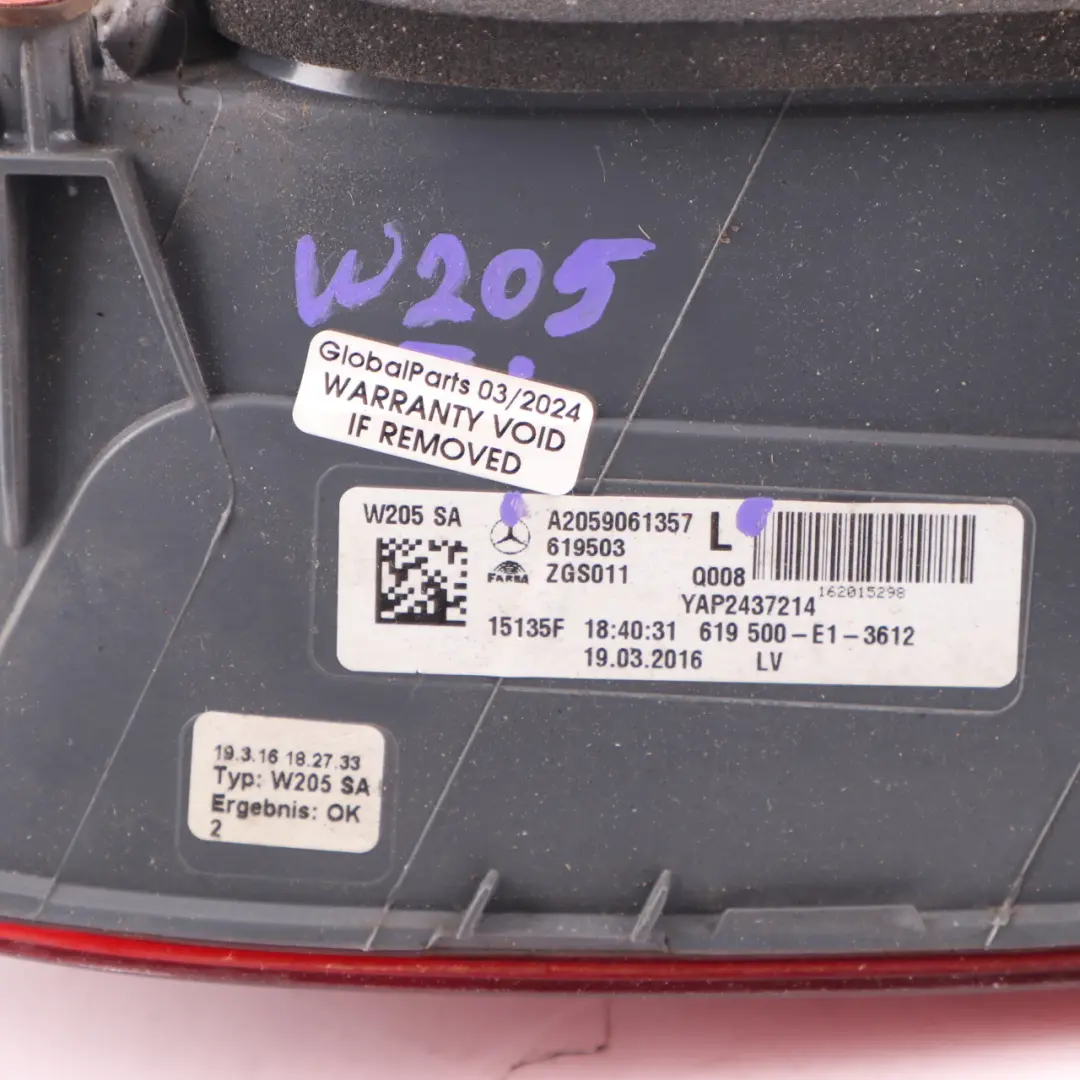 W205
GlobalParts 03/2024
WARRANTY VOID
IF REMOVED
W205 SA
A2059061357 L
619503
FARBA ZGS011 Q008
162015298
YAP2437214
15135F 18:40:31 619 500-E1-3612
19.03.2016 LV
19.3.16 18.27.33
Typ: W205 SA
Ergebnis: OK
2